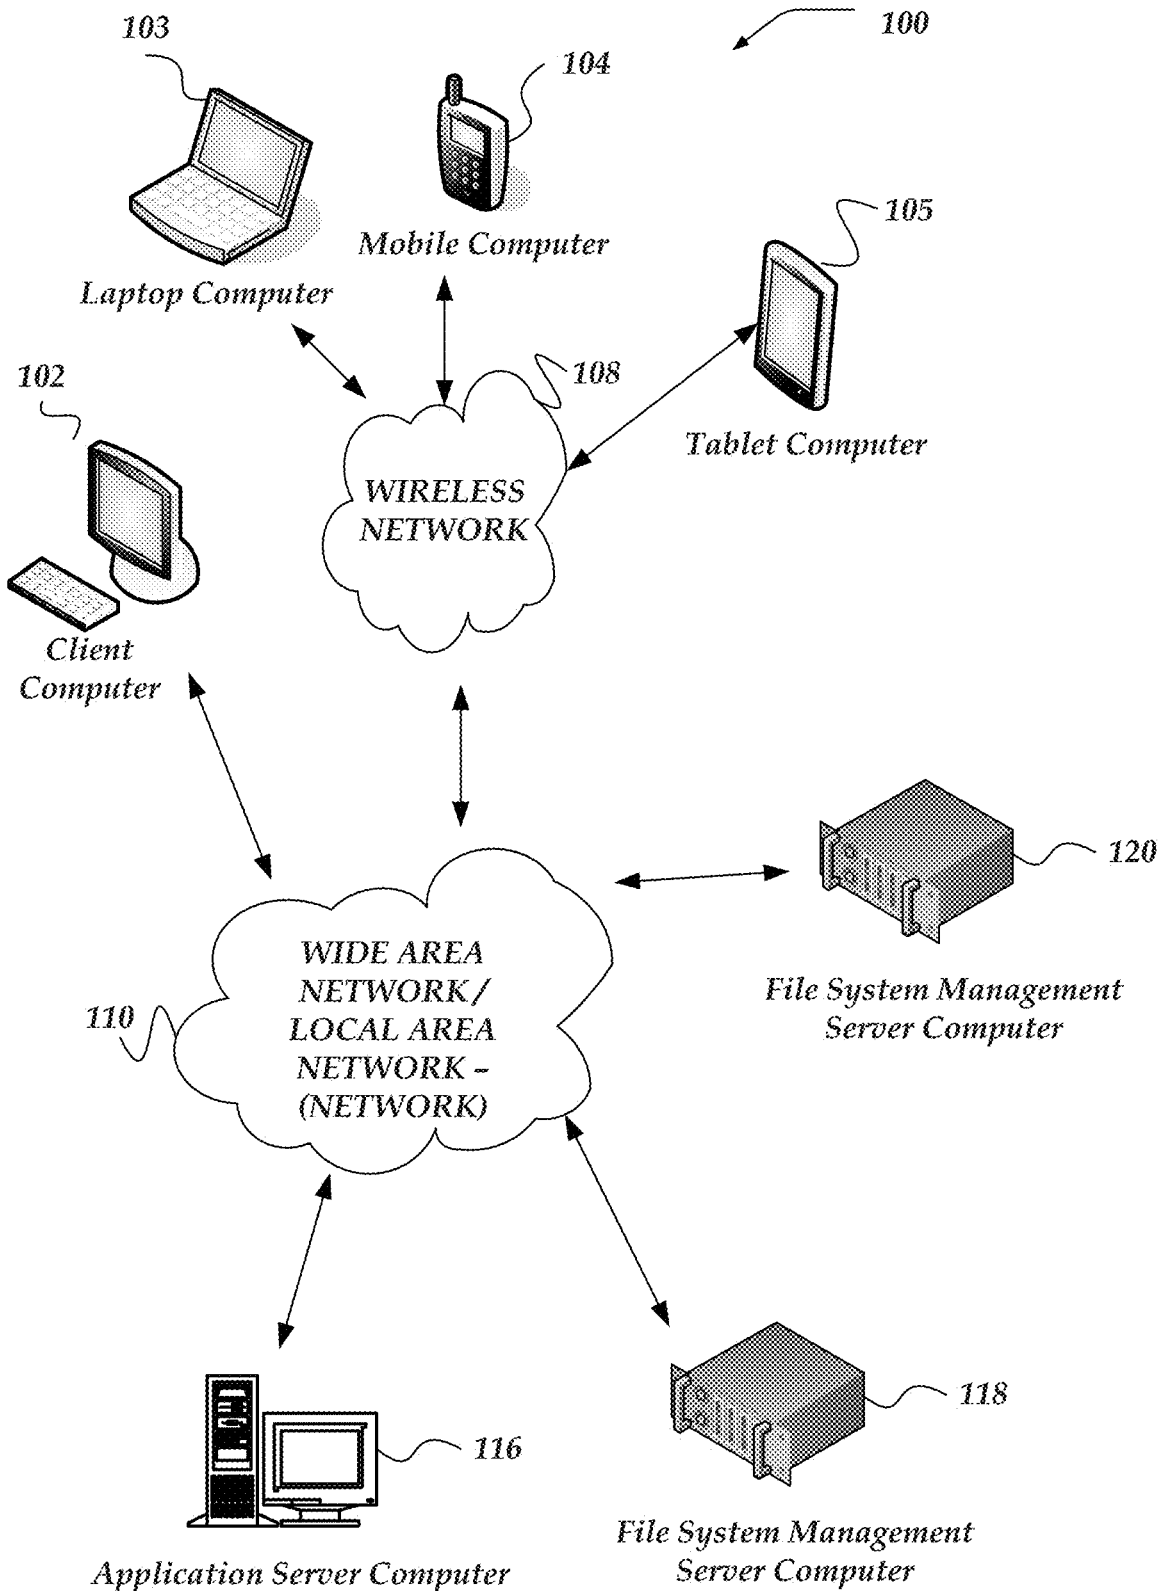 103
100
104
105
Mobile Computer
Laptop Computer
108
102
Tablet Computer
WIRELESS
NETWORK
Client
Computer
120
WIDE AREA
NETWORK /
LOCAL AREA
NETWORK –
(NETWORK)
110
File System Management
Server Computer
118
116
File System Management
Server Computer
Application Server Computer